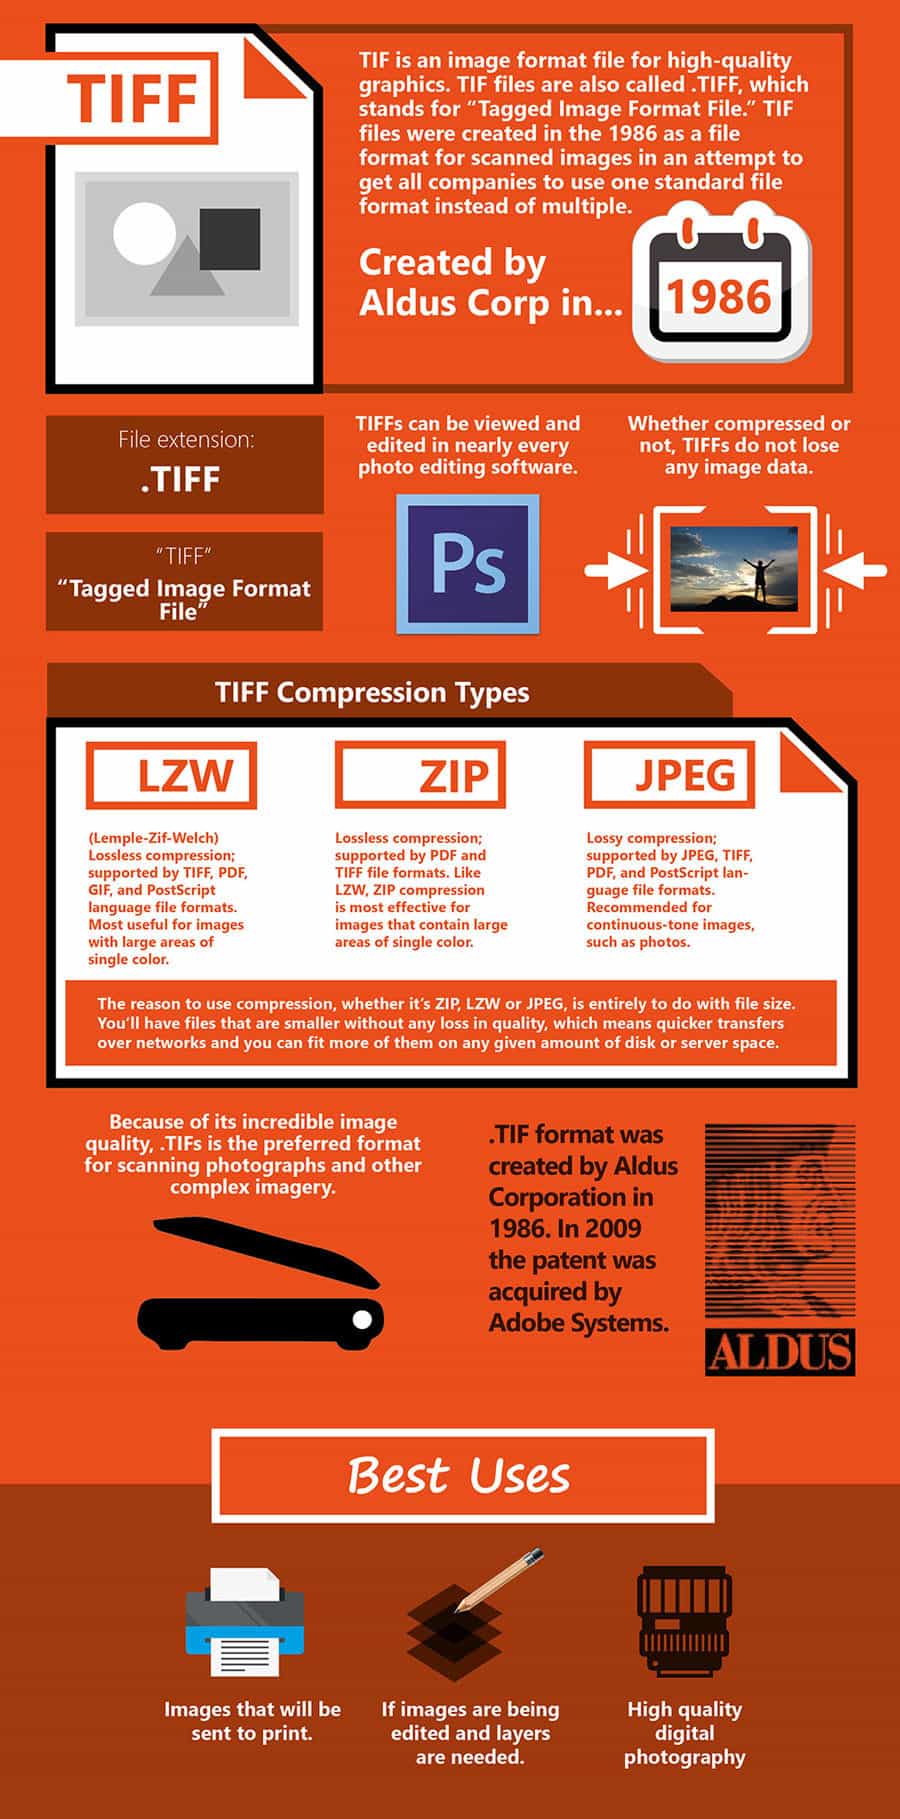 TIFF
TIF is an image format file for high-quality
graphics. TIF files are also called .TIFF, which
stands for “Tagged Image Format File.” TIF
files were created in the 1986 as a file
format for scanned images in an attempt to
get all companies to use one standard file
format instead of multiple.
Created by
Aldus Corp in...
1986
File extension:
.TIFF
“TIFF”
“Tagged Image Format
File”
TIFFs can be viewed and
edited in nearly every
photo editing software.
Ps
Whether compressed or
not, TIFFs do not lose
any image data.
TIFF Compression Types
LZW
(Lemple-Zif-Welch)
Lossless compression;
supported by TIFF, PDF,
GIF, and PostScript
language file formats.
Most useful for images
with large areas of
single color.
ZIP
Lossless compression;
supported by PDF and
TIFF file formats. Like
LZW, ZIP compression
is most effective for
images that contain large
areas of single color.
JPEG
Lossy compression;
supported by JPEG, TIFF,
PDF, and PostScript lan-
guage file formats.
Recommended for
continuous-tone images,
such as photos.
The reason to use compression, whether it’s ZIP, LZW or JPEG, is entirely to do with file size.
You’ll have files that are smaller without any loss in quality, which means quicker transfers
over networks and you can fit more of them on any given amount of disk or server space.
Because of its incredible image
quality, .TIFs is the preferred format
for scanning photographs and other
complex imagery.
.TIF format was
created by Aldus
Corporation in
1986. In 2009
the patent was
acquired by
Adobe Systems.
ALDUS
Best Uses
Images that will be
sent to print.
If images are being
edited and layers
are needed.
High quality
digital
photography